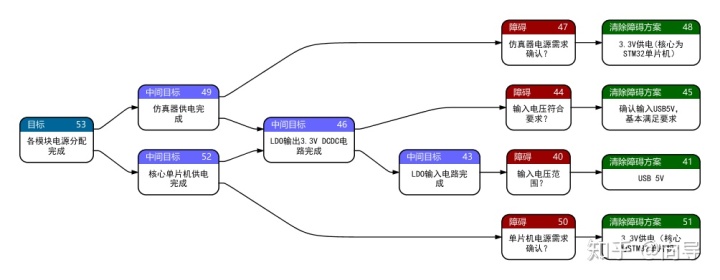 障碍 47
仿真器电源需求
确认？
清除障碍方案 48
3.3V供电(核心为
STM32单片机)
中间目标 49
仿真器供电完
成
障碍 44
输入电压符合
要求？
清除障碍方案 45
确认输入USB5V,
基本满足要求
目标 53
各模块电源分配
完成
中间目标 46
LDO输出3.3V DCDC电
路完成
中间目标 52
核心单片机供电
完成
中间目标 43
LDO输入电路完
成
障碍 40
输入电压范
围？
清除障碍方案 41
USB 5V
障碍 50
单片机电源需求
确认？
清除障碍方案 51
3.3V供电（核心
STM32单片机
知乎